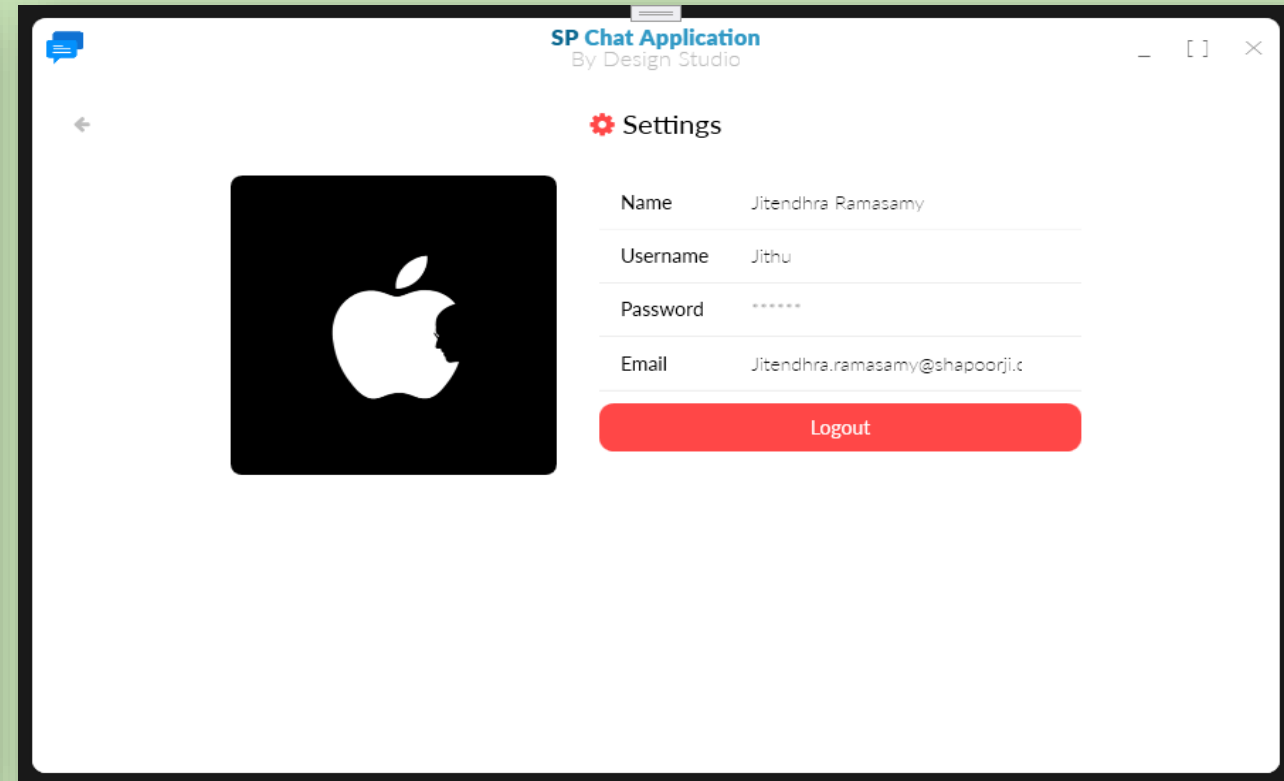 SP Chat Application
By Design Studio
Settings
Name Jitendhra Ramasamy
Username Jithu
Password ******
Email Jitendhra.ramasamy@shapoorji.c
Logout